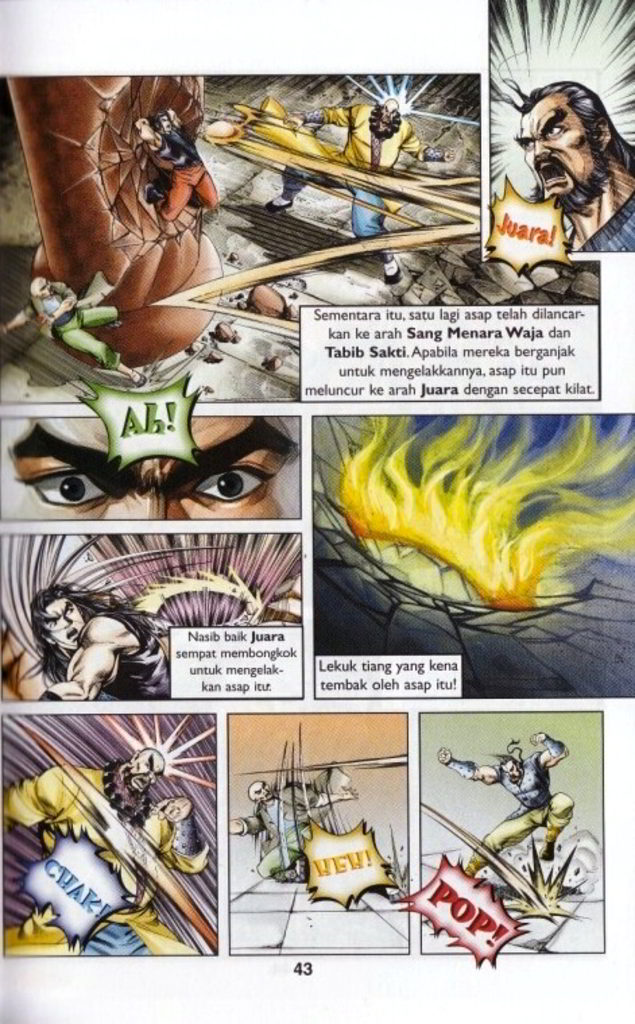 Juara!
Sementara itu, satu lagi asap telah dilancar-
kan ke arah Sang Menara Waja dan
Tabib Sakti. Apabila mereka berganjak
untuk mengelakkannya, asap itu pun
meluncur ke arah Juara dengan secepat kilat.
Ah!
Nasib baik Juara
sempat membongkok
untuk mengelak-
kan asap itu.
Lekuk tiang yang kena
tembak oleh asap itu!
CHAK!
HEH!
POP!
43